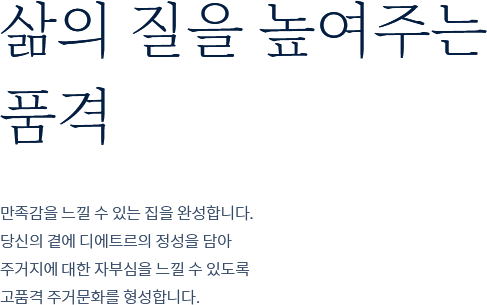 삶의 질을 높여주는
품격
만족감을 느낄 수 있는 집을 완성합니다.
당신의 곁에 디에트르의 정성을 담아
주거지에 대한 자부심을 느낄 수 있도록
고품격 주거문화를 형성합니다.